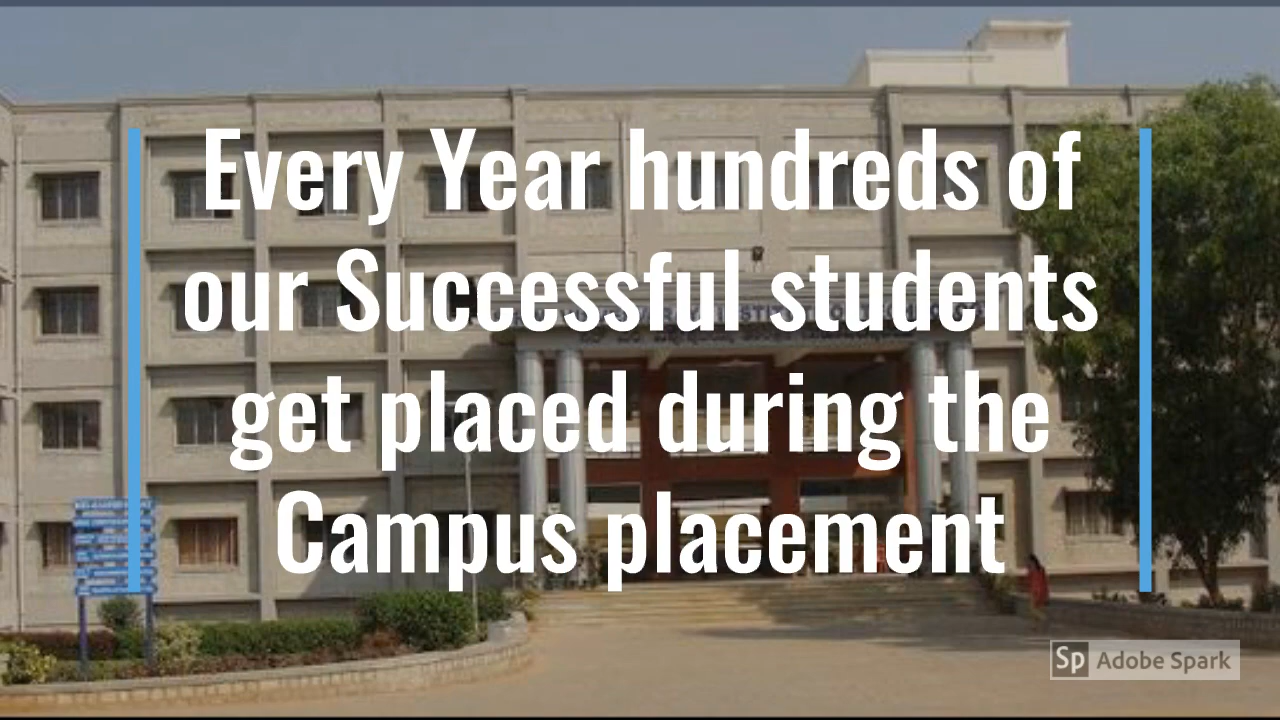 Every Year hundreds of
our Successful students
get placed during the
Campus placement
Sp Adobe Spark